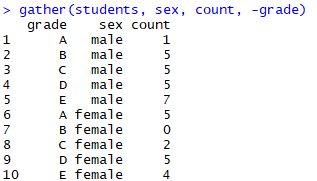 > gather(students, sex, count, -grade)
grade sex count
1 A male 1
2 B male 5
3 C male 5
4 D male 5
5 E male 7
6 A female 5
7 B female 0
8 C female 2
9 D female 5
10 E female 4